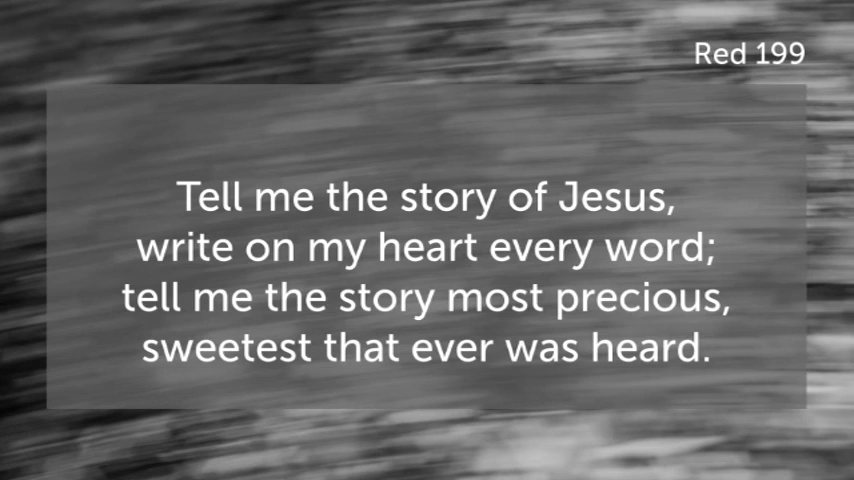 Red 199
Tell me the story of Jesus,
write on my heart every word;
tell me the story most precious,
sweetest that ever was heard.